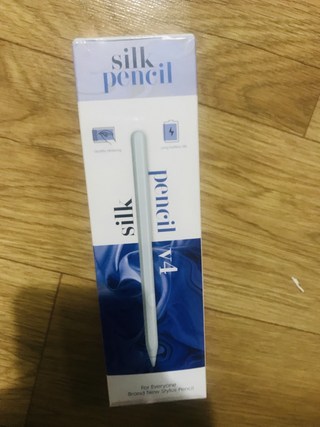 silk
pencil
silk
pencil v4
For Everyone
Brand New Stylus Pencil